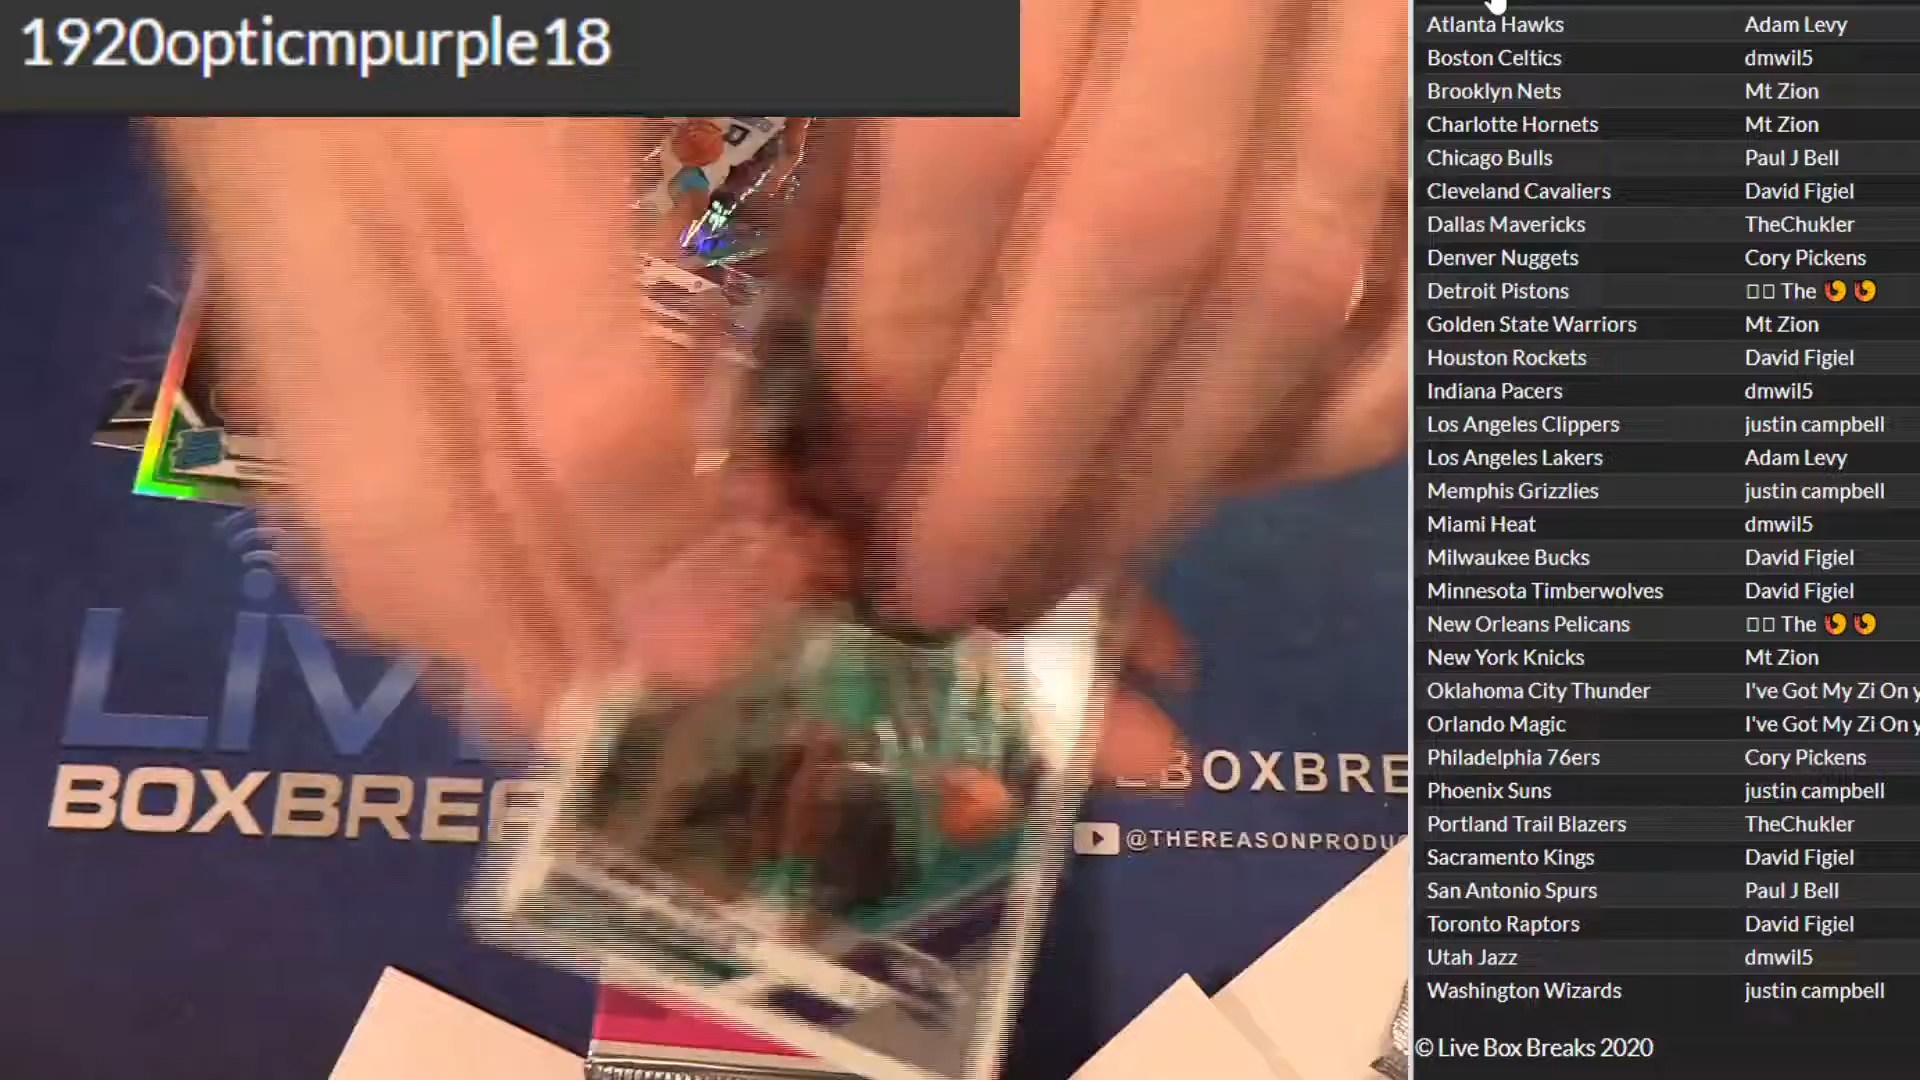 1920opticmpurple18
Atlanta Hawks Adam Levy
Boston Celtics dmwil5
Brooklyn Nets Mt Zion
Charlotte Hornets Mt Zion
Chicago Bulls Paul J Bell
Cleveland Cavaliers David Figiel
Dallas Mavericks TheChukler
Denver Nuggets Cory Pickens
Detroit Pistons The
Golden State Warriors Mt Zion
Houston Rockets David Figiel
Indiana Pacers dmwil5
Los Angeles Clippers justin campbell
Los Angeles Lakers Adam Levy
Memphis Grizzlies justin campbell
Miami Heat dmwil5
Milwaukee Bucks David Figiel
Minnesota Timberwolves David Figiel
New Orleans Pelicans The
New York Knicks Mt Zion
Oklahoma City Thunder I've Got My Zi On y
Orlando Magic I've Got My Zi On y
Philadelphia 76ers Cory Pickens
Phoenix Suns justin campbell
Portland Trail Blazers TheChukler
Sacramento Kings David Figiel
San Antonio Spurs Paul J Bell
Toronto Raptors David Figiel
Utah Jazz dmwil5
Washington Wizards justin campbell
© Live Box Breaks 2020
LiV
BOXBREA
BOXBRE
@THEREASONPRODU